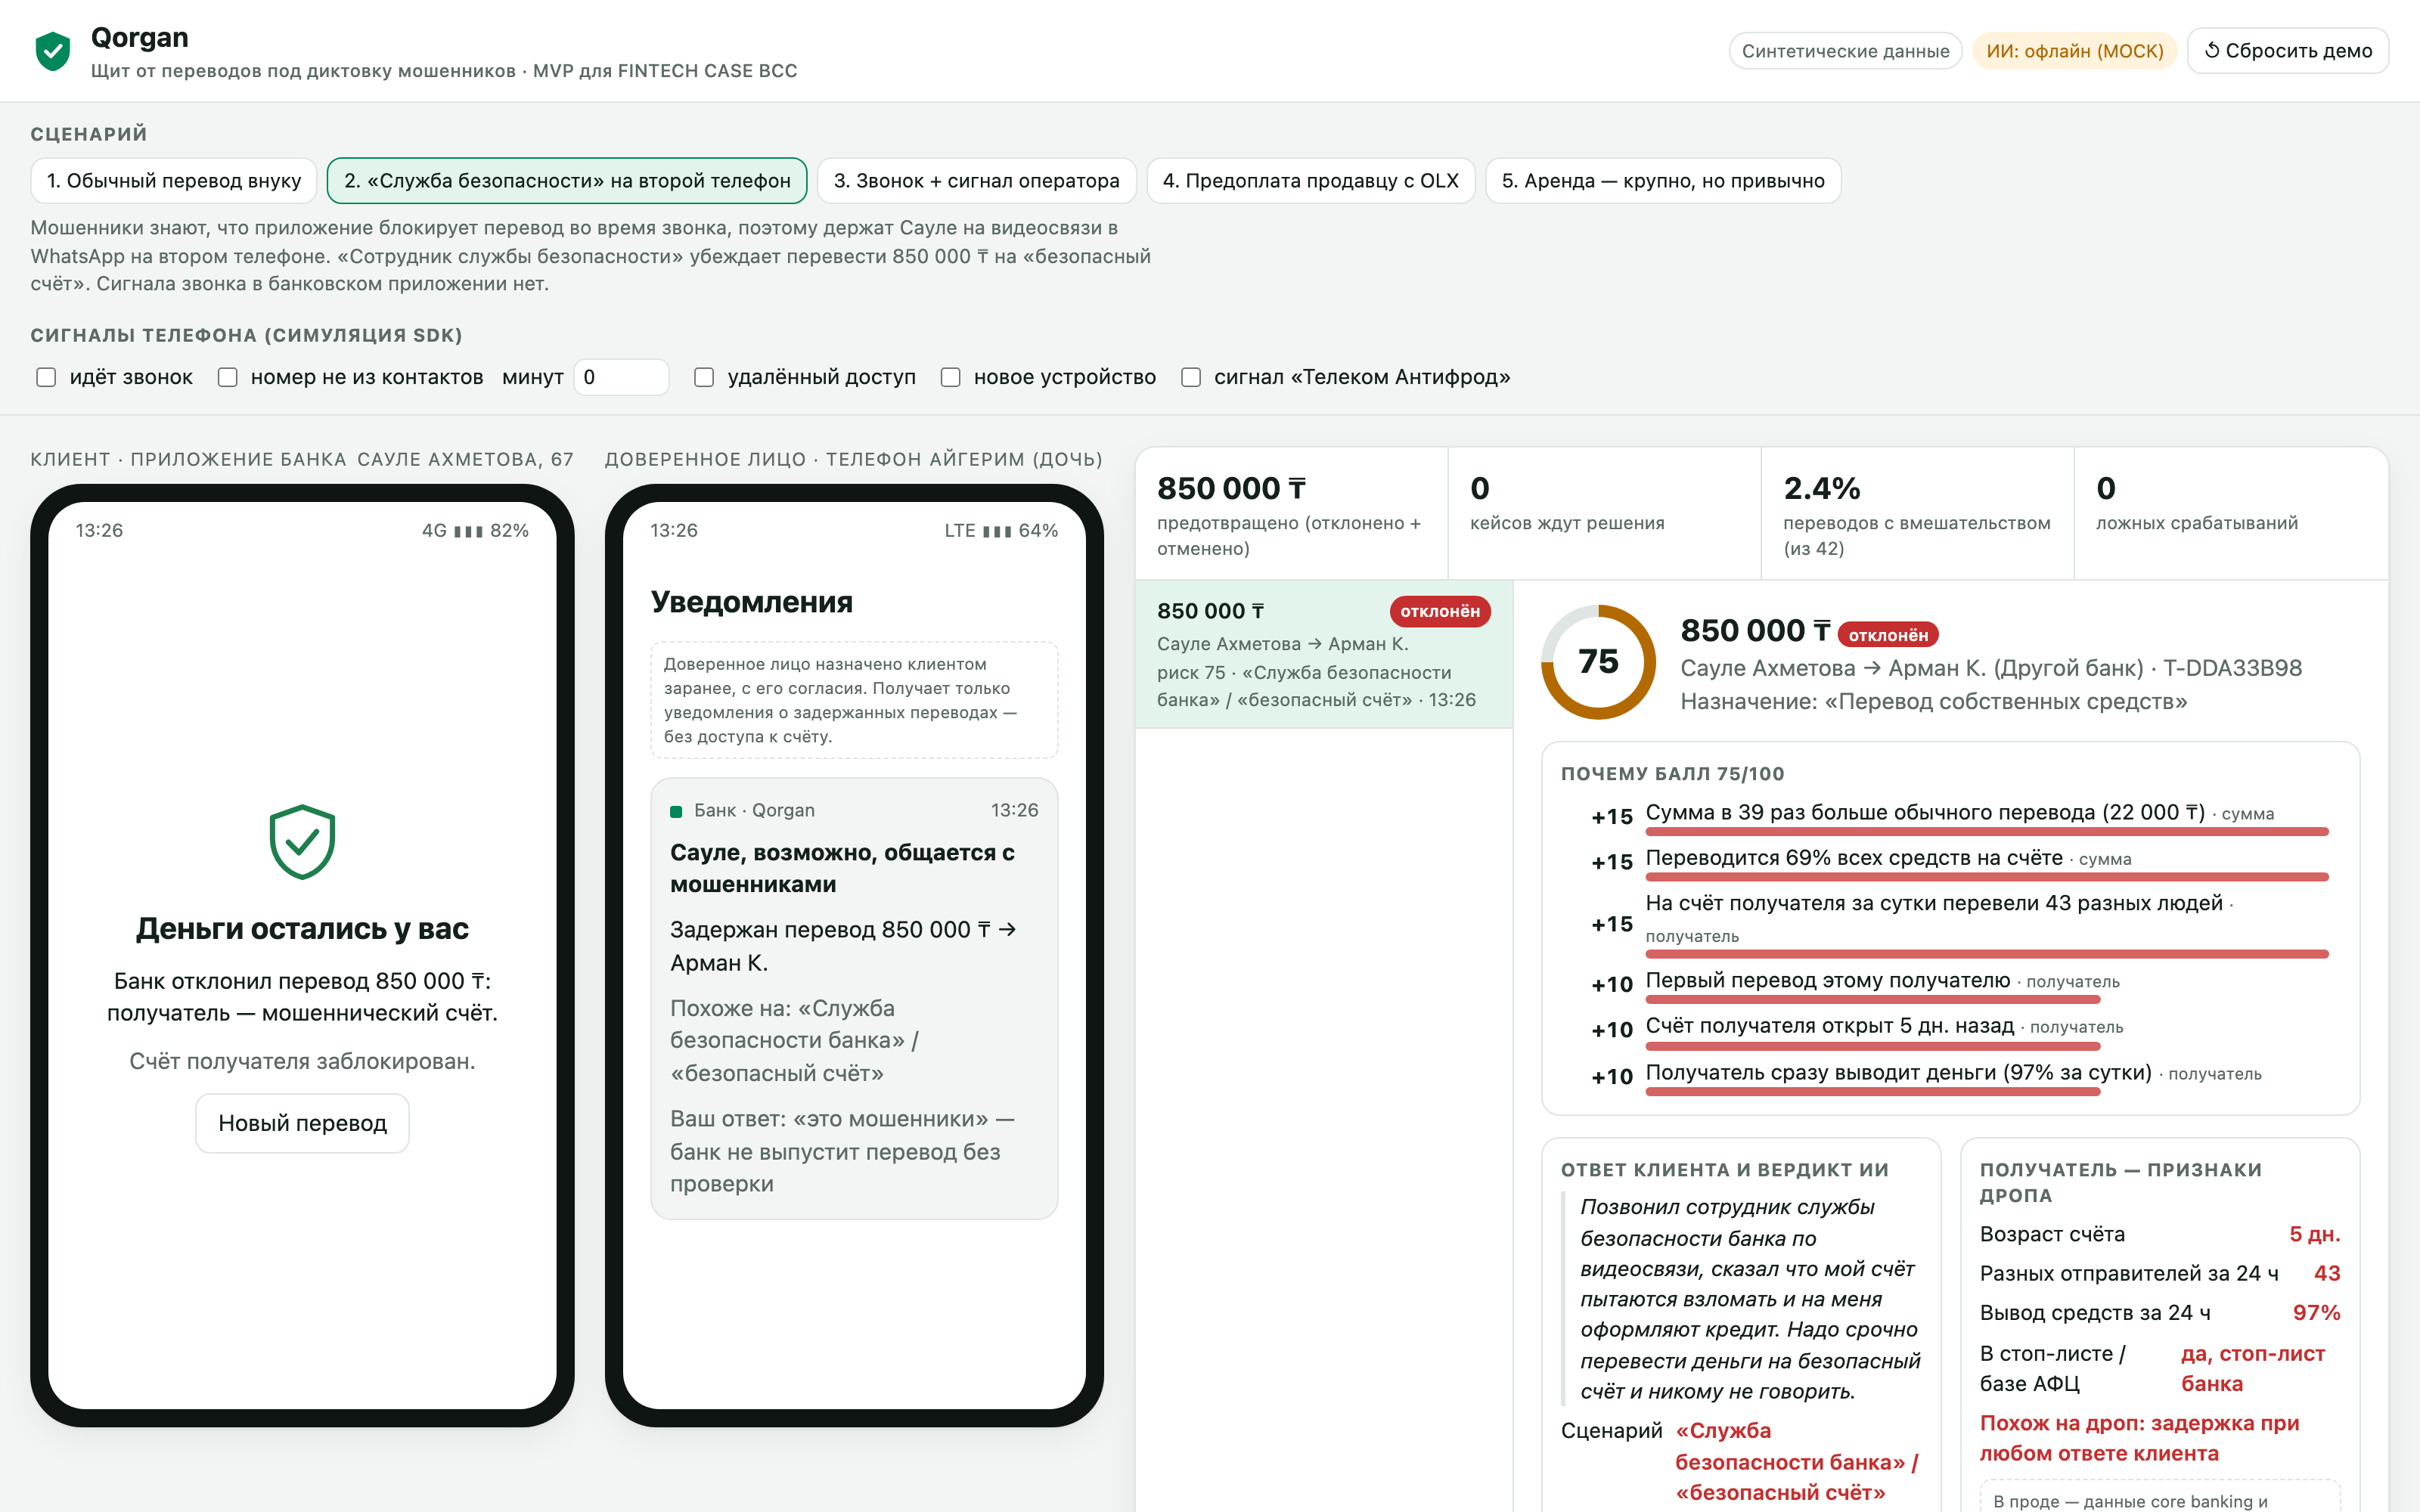 Qorgan
Щит от переводов под диктовку мошенников · MVP для FINTECH CASE BCC
Синтетические данные
ИИ: офлайн (MOCK)
Сбросить демо
СЦЕНАРИЙ
1. Обычный перевод внуку
2. «Служба безопасности» на второй телефон
3. Звонок + сигнал оператора
4. Предоплата продавцу с OLX
5. Аренда — крупно, но привычно
Мошенники знают, что приложение блокирует перевод во время звонка, поэтому держат Сауле на видеосвязи в
WhatsApp на втором телефоне. «Сотрудник службы безопасности» убеждает перевести 850 000 ₸ на «безопасный
счёт». Сигнала звонка в банковском приложении нет.
СИГНАЛЫ ТЕЛЕФОНА (СИМУЛЯЦИЯ SDK)
идёт звонок
номер не из контактов
минут 0
удалённый доступ
новое устройство
сигнал «Телеком Антифрод»
КЛИЕНТ · ПРИЛОЖЕНИЕ БАНКА САУЛЕ АХМЕТОВА, 67
13:26
4G 82%
Деньги остались у вас
Банк отклонил перевод 850 000 ₸:
получатель — мошеннический счёт.
Счёт получателя заблокирован.
Новый перевод
ДОВЕРЕННОЕ ЛИЦО · ТЕЛЕФОН АЙГЕРИМ (ДОЧЬ)
13:26
LTE 64%
Уведомления
Доверенное лицо назначено клиентом
заранее, с его согласия. Получает только
уведомления о задержанных переводах —
без доступа к счёту.
Банк · Qorgan
13:26
Сауле, возможно, общается с
мошенниками
Задержан перевод 850 000 ₸ →
Арман К.
Похоже на: «Служба
безопасности банка» /
«безопасный счёт»
Ваш ответ: «это мошенники» —
банк не выпустит перевод без
проверки
850 000 ₸
предотвращено (отклонено +
отменено)
0
кейсов ждут решения
2.4%
переводов с вмешательством
(из 42)
0
ложных срабатываний
850 000 ₸
отклонён
Сауле Ахметова → Арман К.
риск 75 · «Служба безопасности
банка» / «безопасный счёт» · 13:26
75
850 000 ₸ отклонён
Сауле Ахметова → Арман К. (Другой банк) · T-DDA33B98
Назначение: «Перевод собственных средств»
ПОЧЕМУ БАЛЛ 75/100
+15 Сумма в 39 раз больше обычного перевода (22 000 ₸) · сумма
+15 Переводится 69% всех средств на счёте · сумма
+15 На счёт получателя за сутки перевели 43 разных людей ·
получатель
+10 Первый перевод этому получателю · получатель
+10 Счёт получателя открыт 5 дн. назад · получатель
+10 Получатель сразу выводит деньги (97% за сутки) · получатель
ОТВЕТ КЛИЕНТА И ВЕРДИКТ ИИ
Позвонил сотрудник службы
безопасности банка по
видеосвязи, сказал что мой счёт
пытаются взломать и на меня
оформляют кредит. Надо срочно
перевести деньги на безопасный
счёт и никому не говорить.
Сценарий «Служба
безопасности банка» /
«безопасный счёт»
ПОЛУЧАТЕЛЬ — ПРИЗНАКИ
ДРОПА
Возраст счёта 5 дн.
Разных отправителей за 24 ч 43
Вывод средств за 24 ч 97%
В стоп-листе / да, стоп-лист
базе АФЦ банка
Похож на дроп: задержка при
любом ответе клиента
В проде — данные core banking и